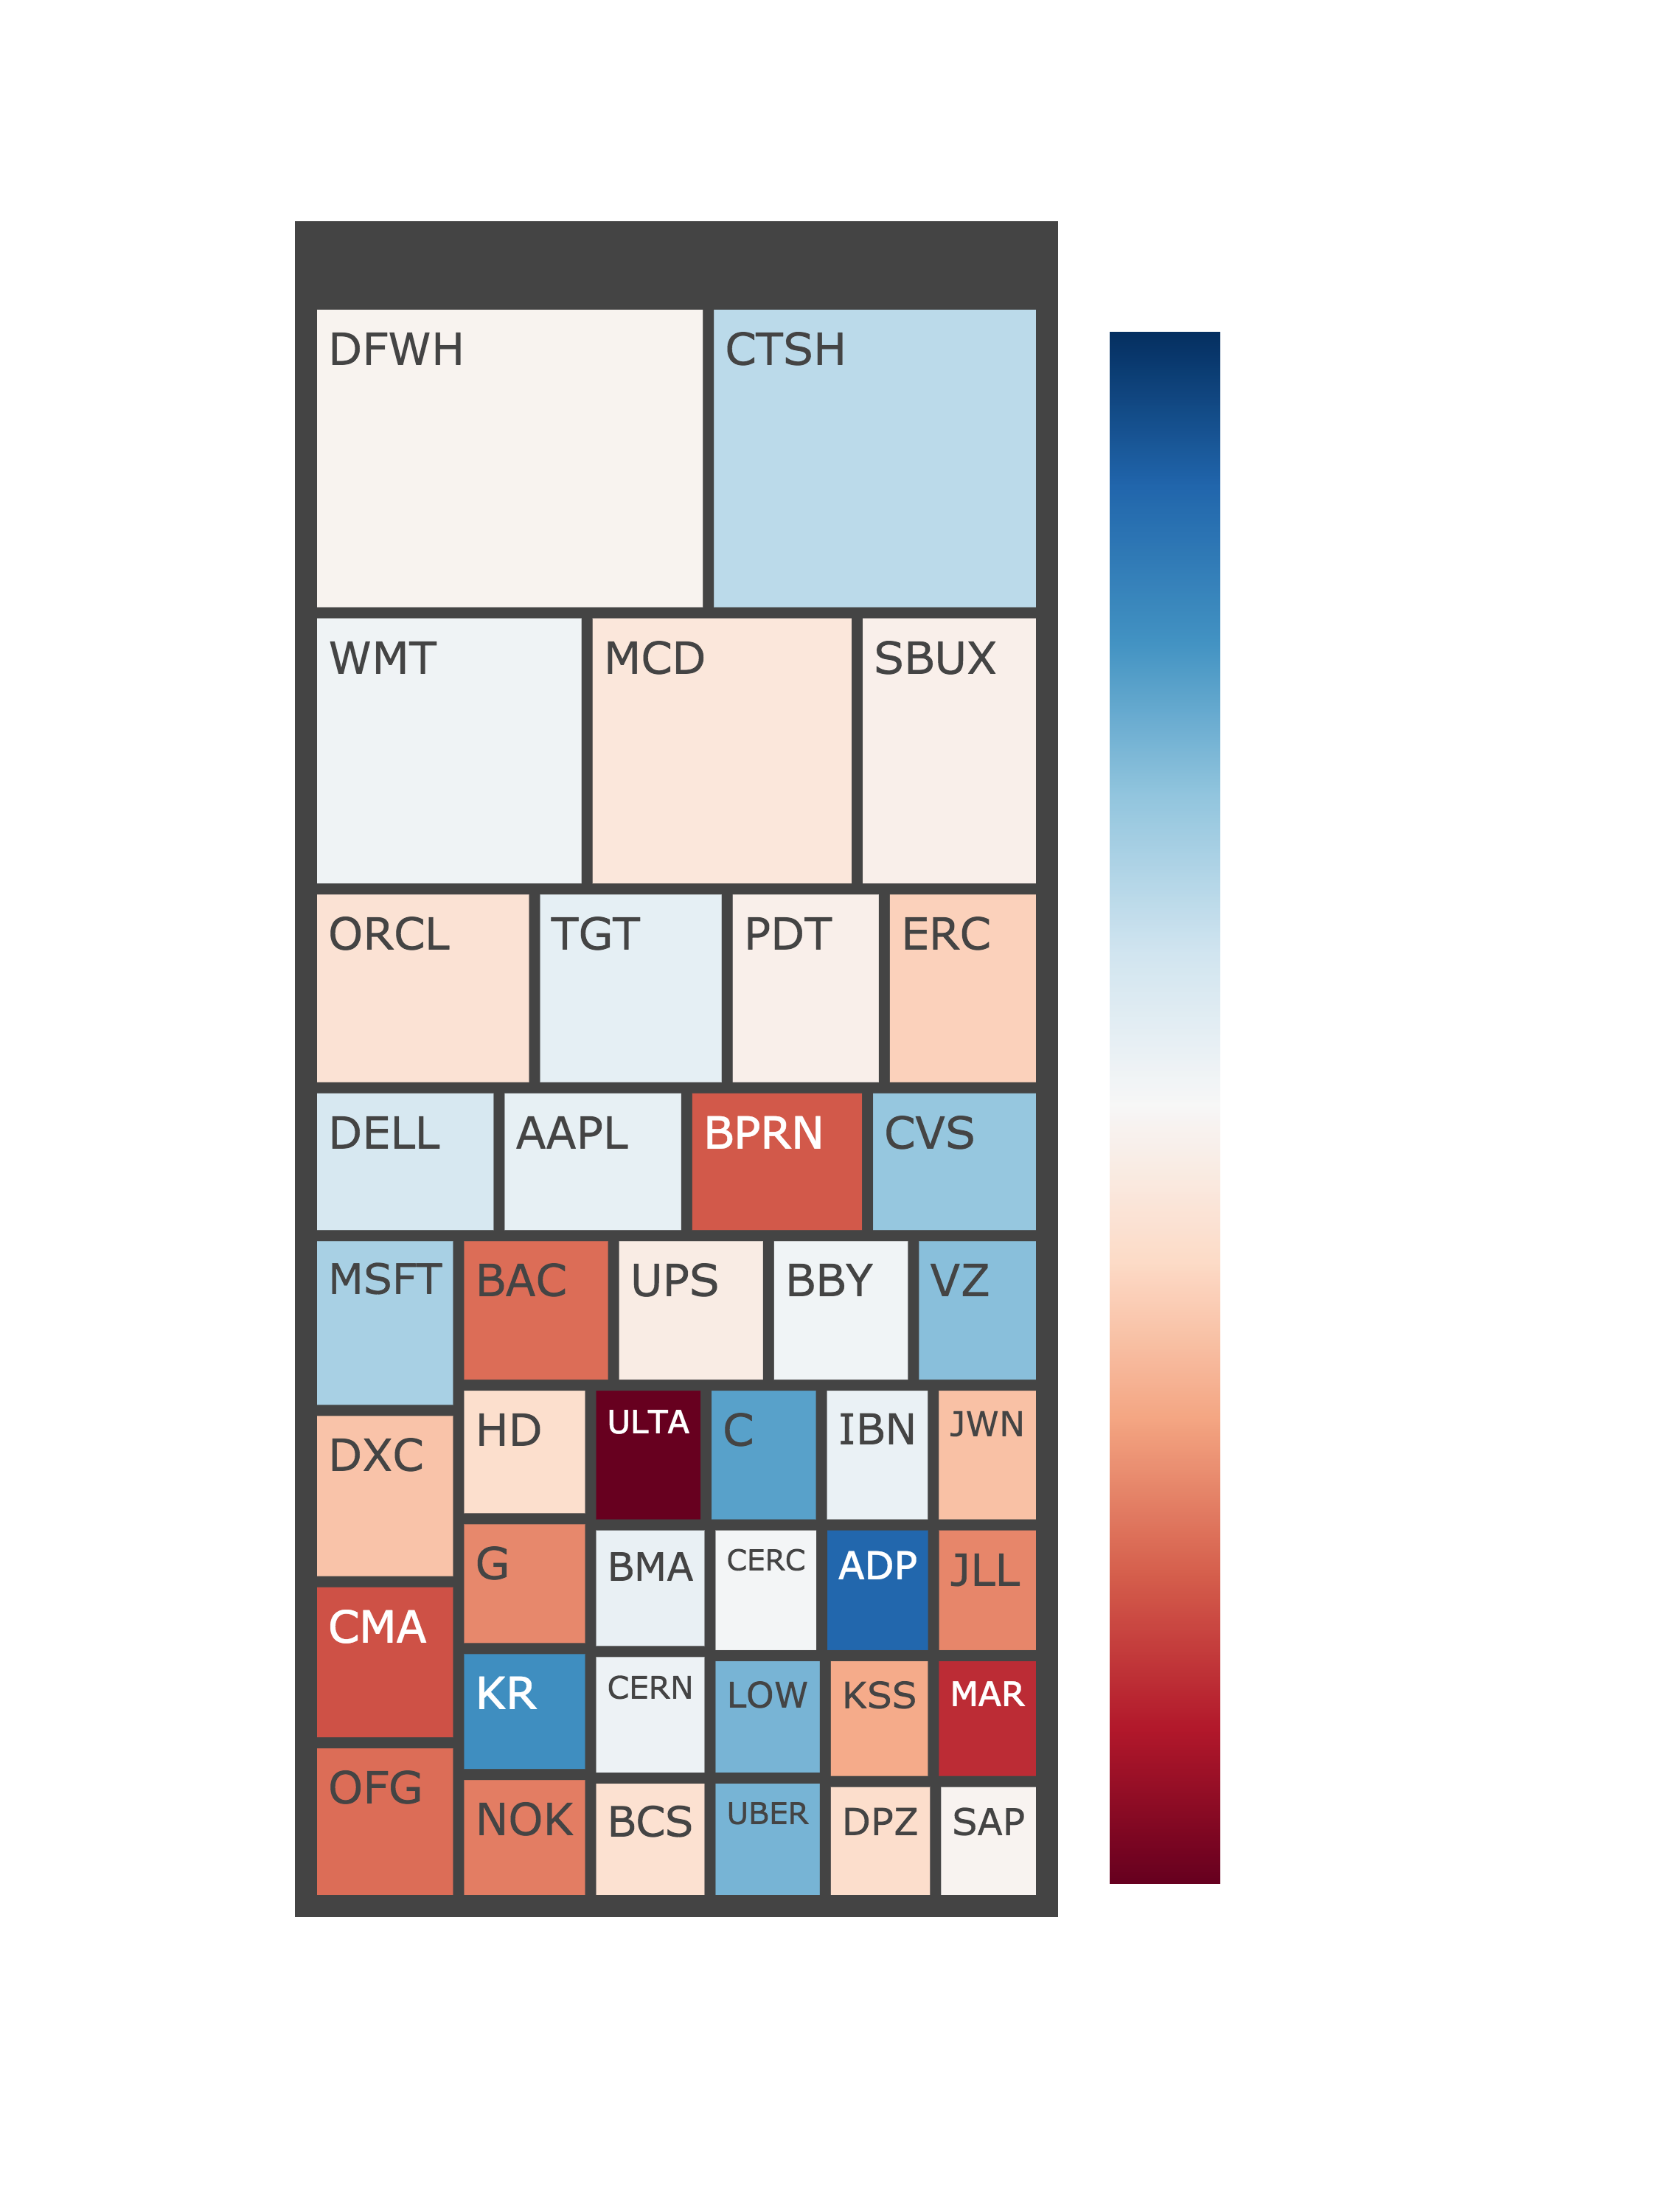 DFWH
CTSH
WMT
MCD
SBUX
ORCL
TGT
PDT
ERC
DELL
AAPL
BPRN
CVS
MSFT
BAC
UPS
BBY
VZ
HD
ULTA
C
IBN
JWN
DXC
G
BMA
CERC
ADP
JLL
CMA
KR
CERN
LOW
KSS
MAR
OFG
NOK
BCS
UBER
DPZ
SAP